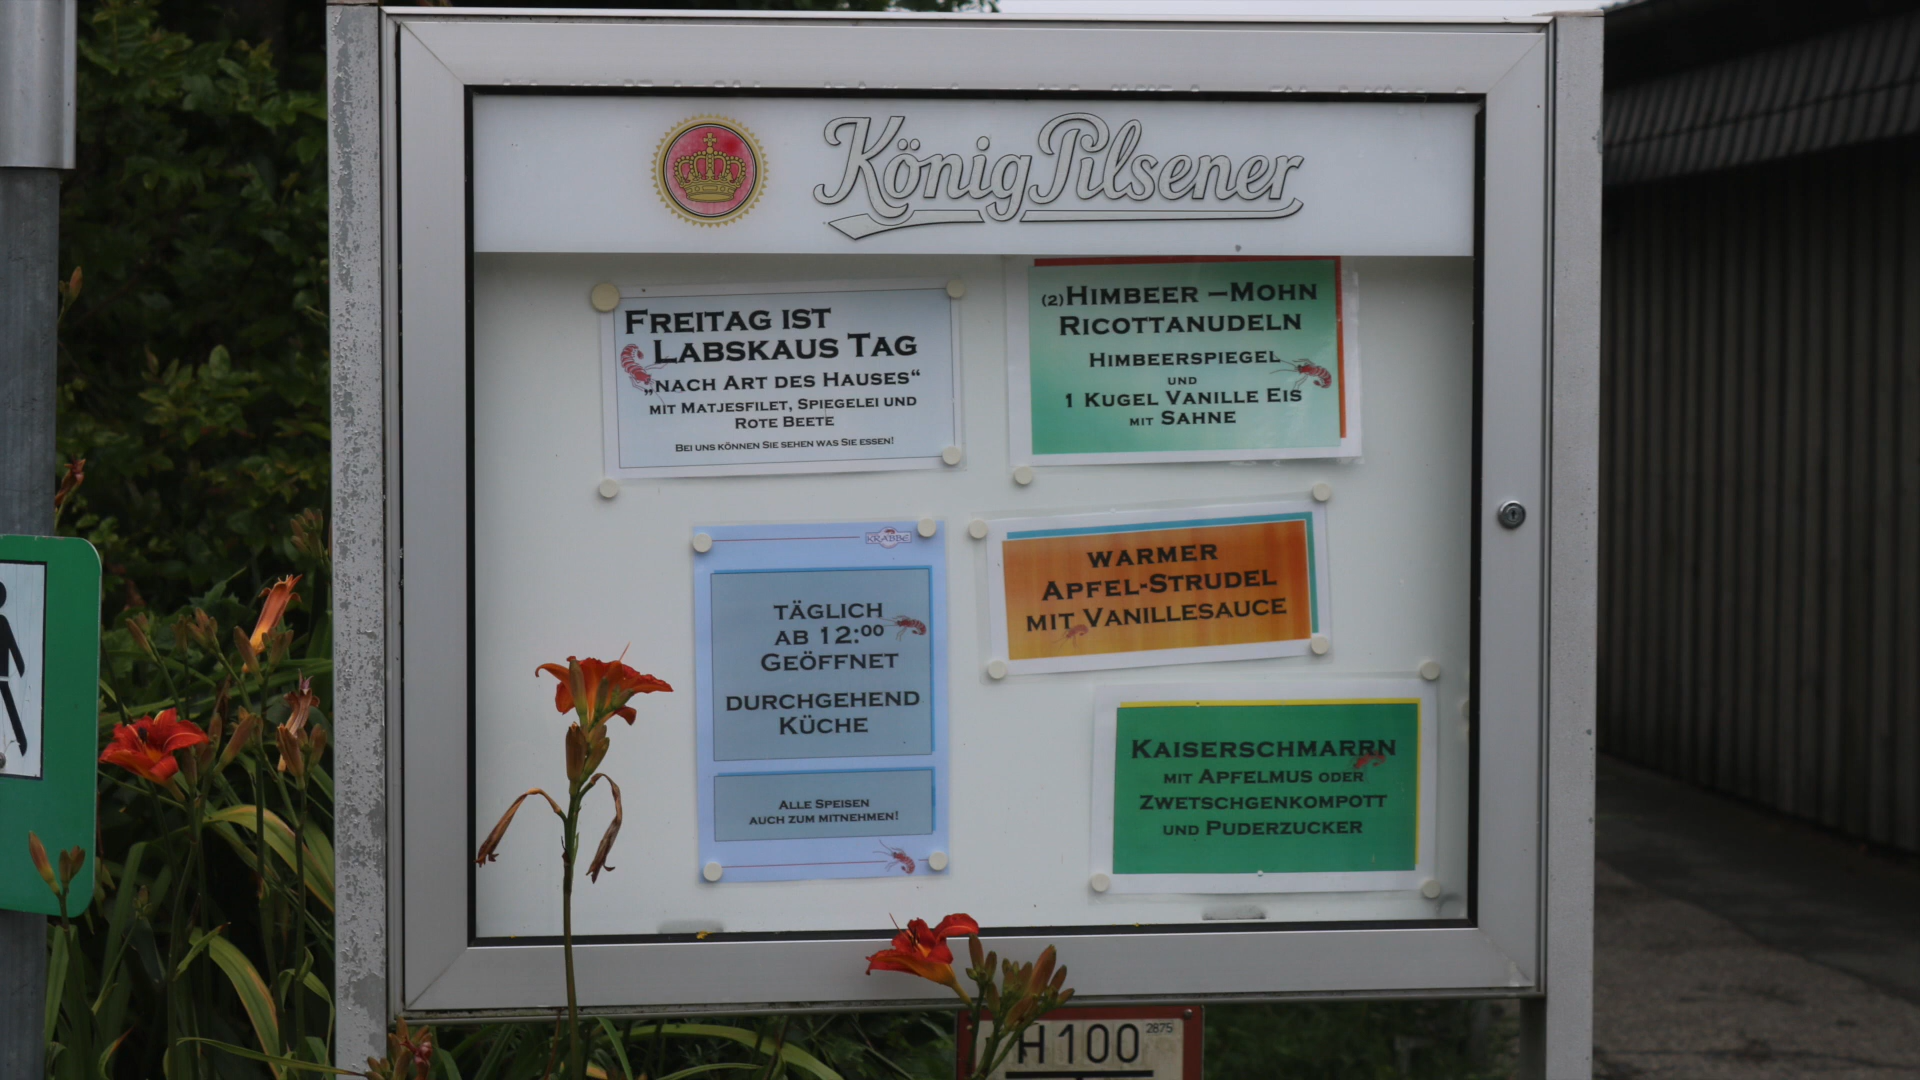 König Pilsener
FREITAG IST
LABSKAUS TAG
„NACH ART DES HAUSES“
MIT MATJESFILET, SPIEGELEI UND
ROTE BEETE
BEI UNS KÖNNEN SIE SEHEN WAS SIE ESSEN!
(2)HIMBEER –MOHN
RICOTTANUDELN
HIMBEERSPIEGEL
UND
1 KUGEL VANILLE EIS
MIT SAHNE
KRABBE
TÄGLICH
AB 12:00
GEÖFFNET
DURCHGEHEND
KÜCHE
ALLE SPEISEN
AUCH ZUM MITNEHMEN!
WARMER
APFEL-STRUDEL
MIT VANILLESAUCE
KAISERSCHMARRN
MIT APFELMUS ODER
ZWETSCHGENKOMPOTT
UND PUDERZUCKER
H100 2875